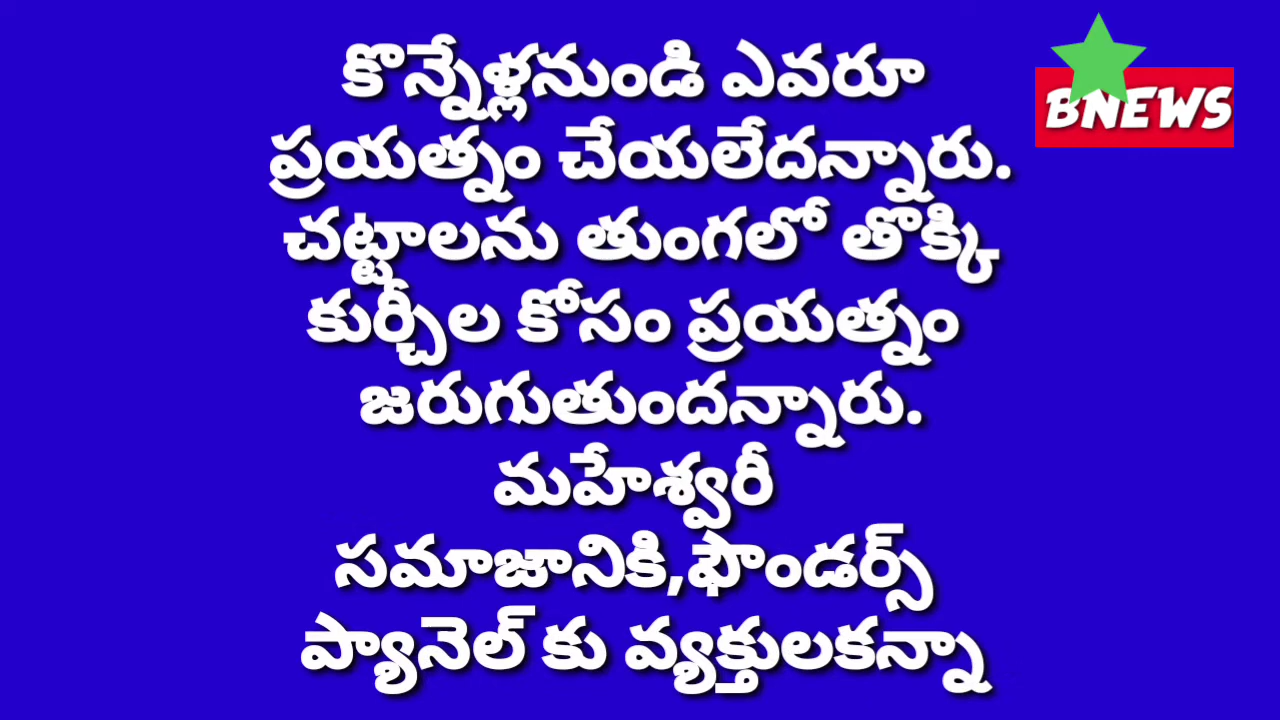 కొన్నేళ్లనుండి ఎవరూ
ప్రయత్నం చేయలేదన్నారు.
చట్టాలను తుంగలో తొక్కి
కుర్చీల కోసం ప్రయత్నం
జరుగుతుందన్నారు.
మహేశ్వరీ
సమాజానికి,ఫౌండర్స్
ప్యానెల్ కు వ్యక్తులకన్నా
BNEWS